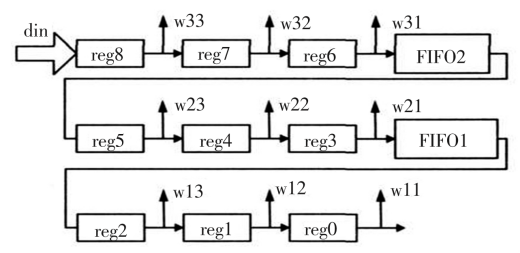 din
w33 w32 w31
reg8 reg7 reg6 FIFO2
w23 w22 w21
reg5 reg4 reg3 FIFO1
w13 w12 w11
reg2 reg1 reg0